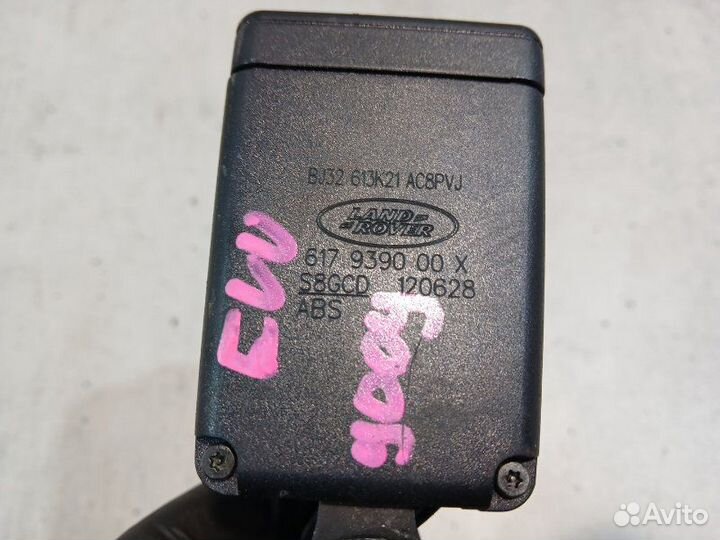 BJ32 613K21 AC8PVJ
LAND
ROVER
617 9390 00 X
S8GCD 120628
ABS
Avito